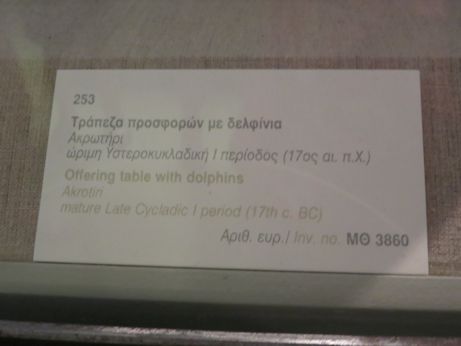 253
Τράπεζα προσφορών με δελφίνια
Ακρωτήρι
ώριμη Υστεροκυκλαδική Ι περίοδος (17ος αι. π.Χ.)
Offering table with dolphins
Akrotiri
mature Late Cycladic I period (17th c. BC)
Αριθ. ευρ./ Inv. no. ΜΘ 3860